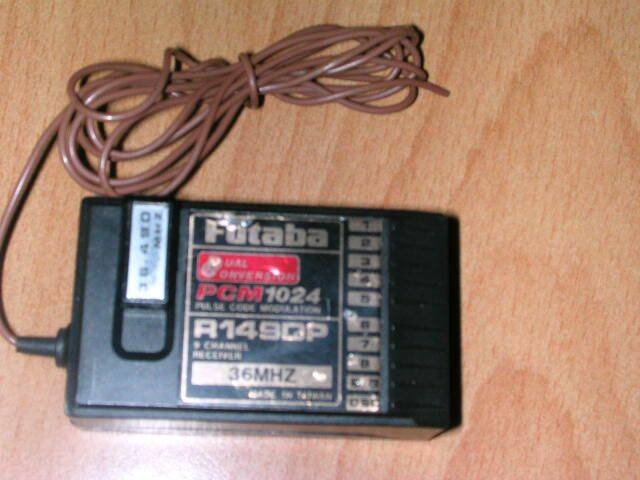 Futaba
DUAL
CONVERSION
PCM1024
PULSE CODE MODULATION
R149DP
9 CHANNEL
RECEIVER
36MHZ
MADE IN TAIWAN
1
2
3
4
5
6
7
8
DSC
MHZ